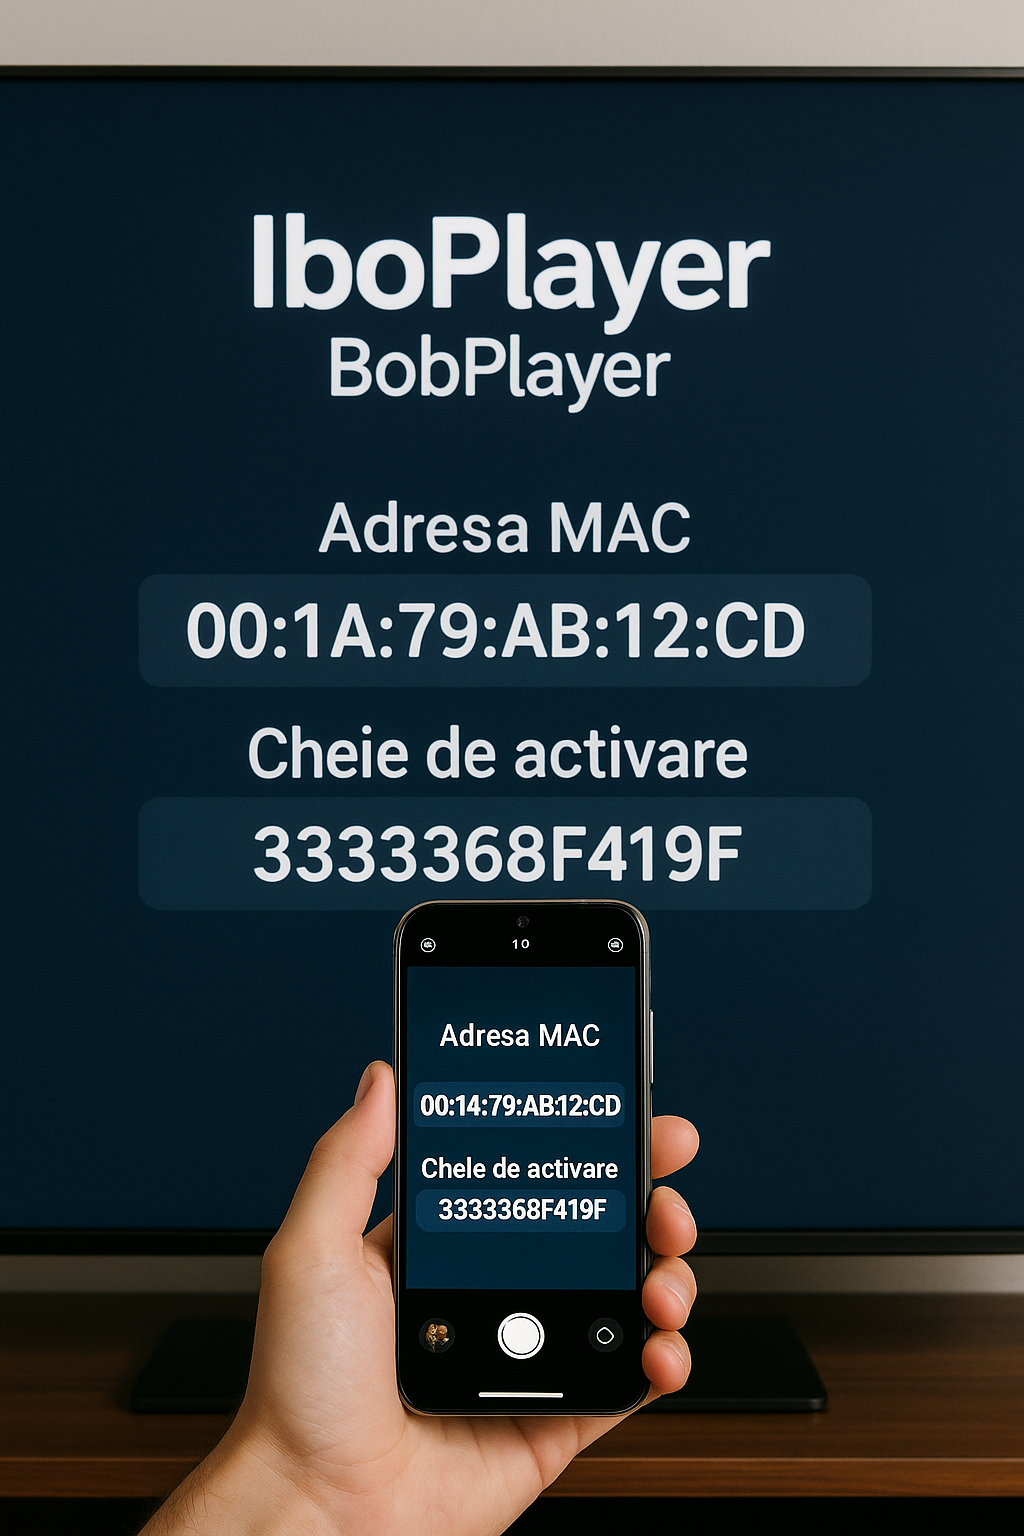 IboPlayer
BobPlayer
Adresa MAC
00:1A:79:AB:12:CD
Cheie de activare
3333368F419F
10
Adresa MAC
00:14:79:AB:12:CD
Chele de activare
3333368F419F